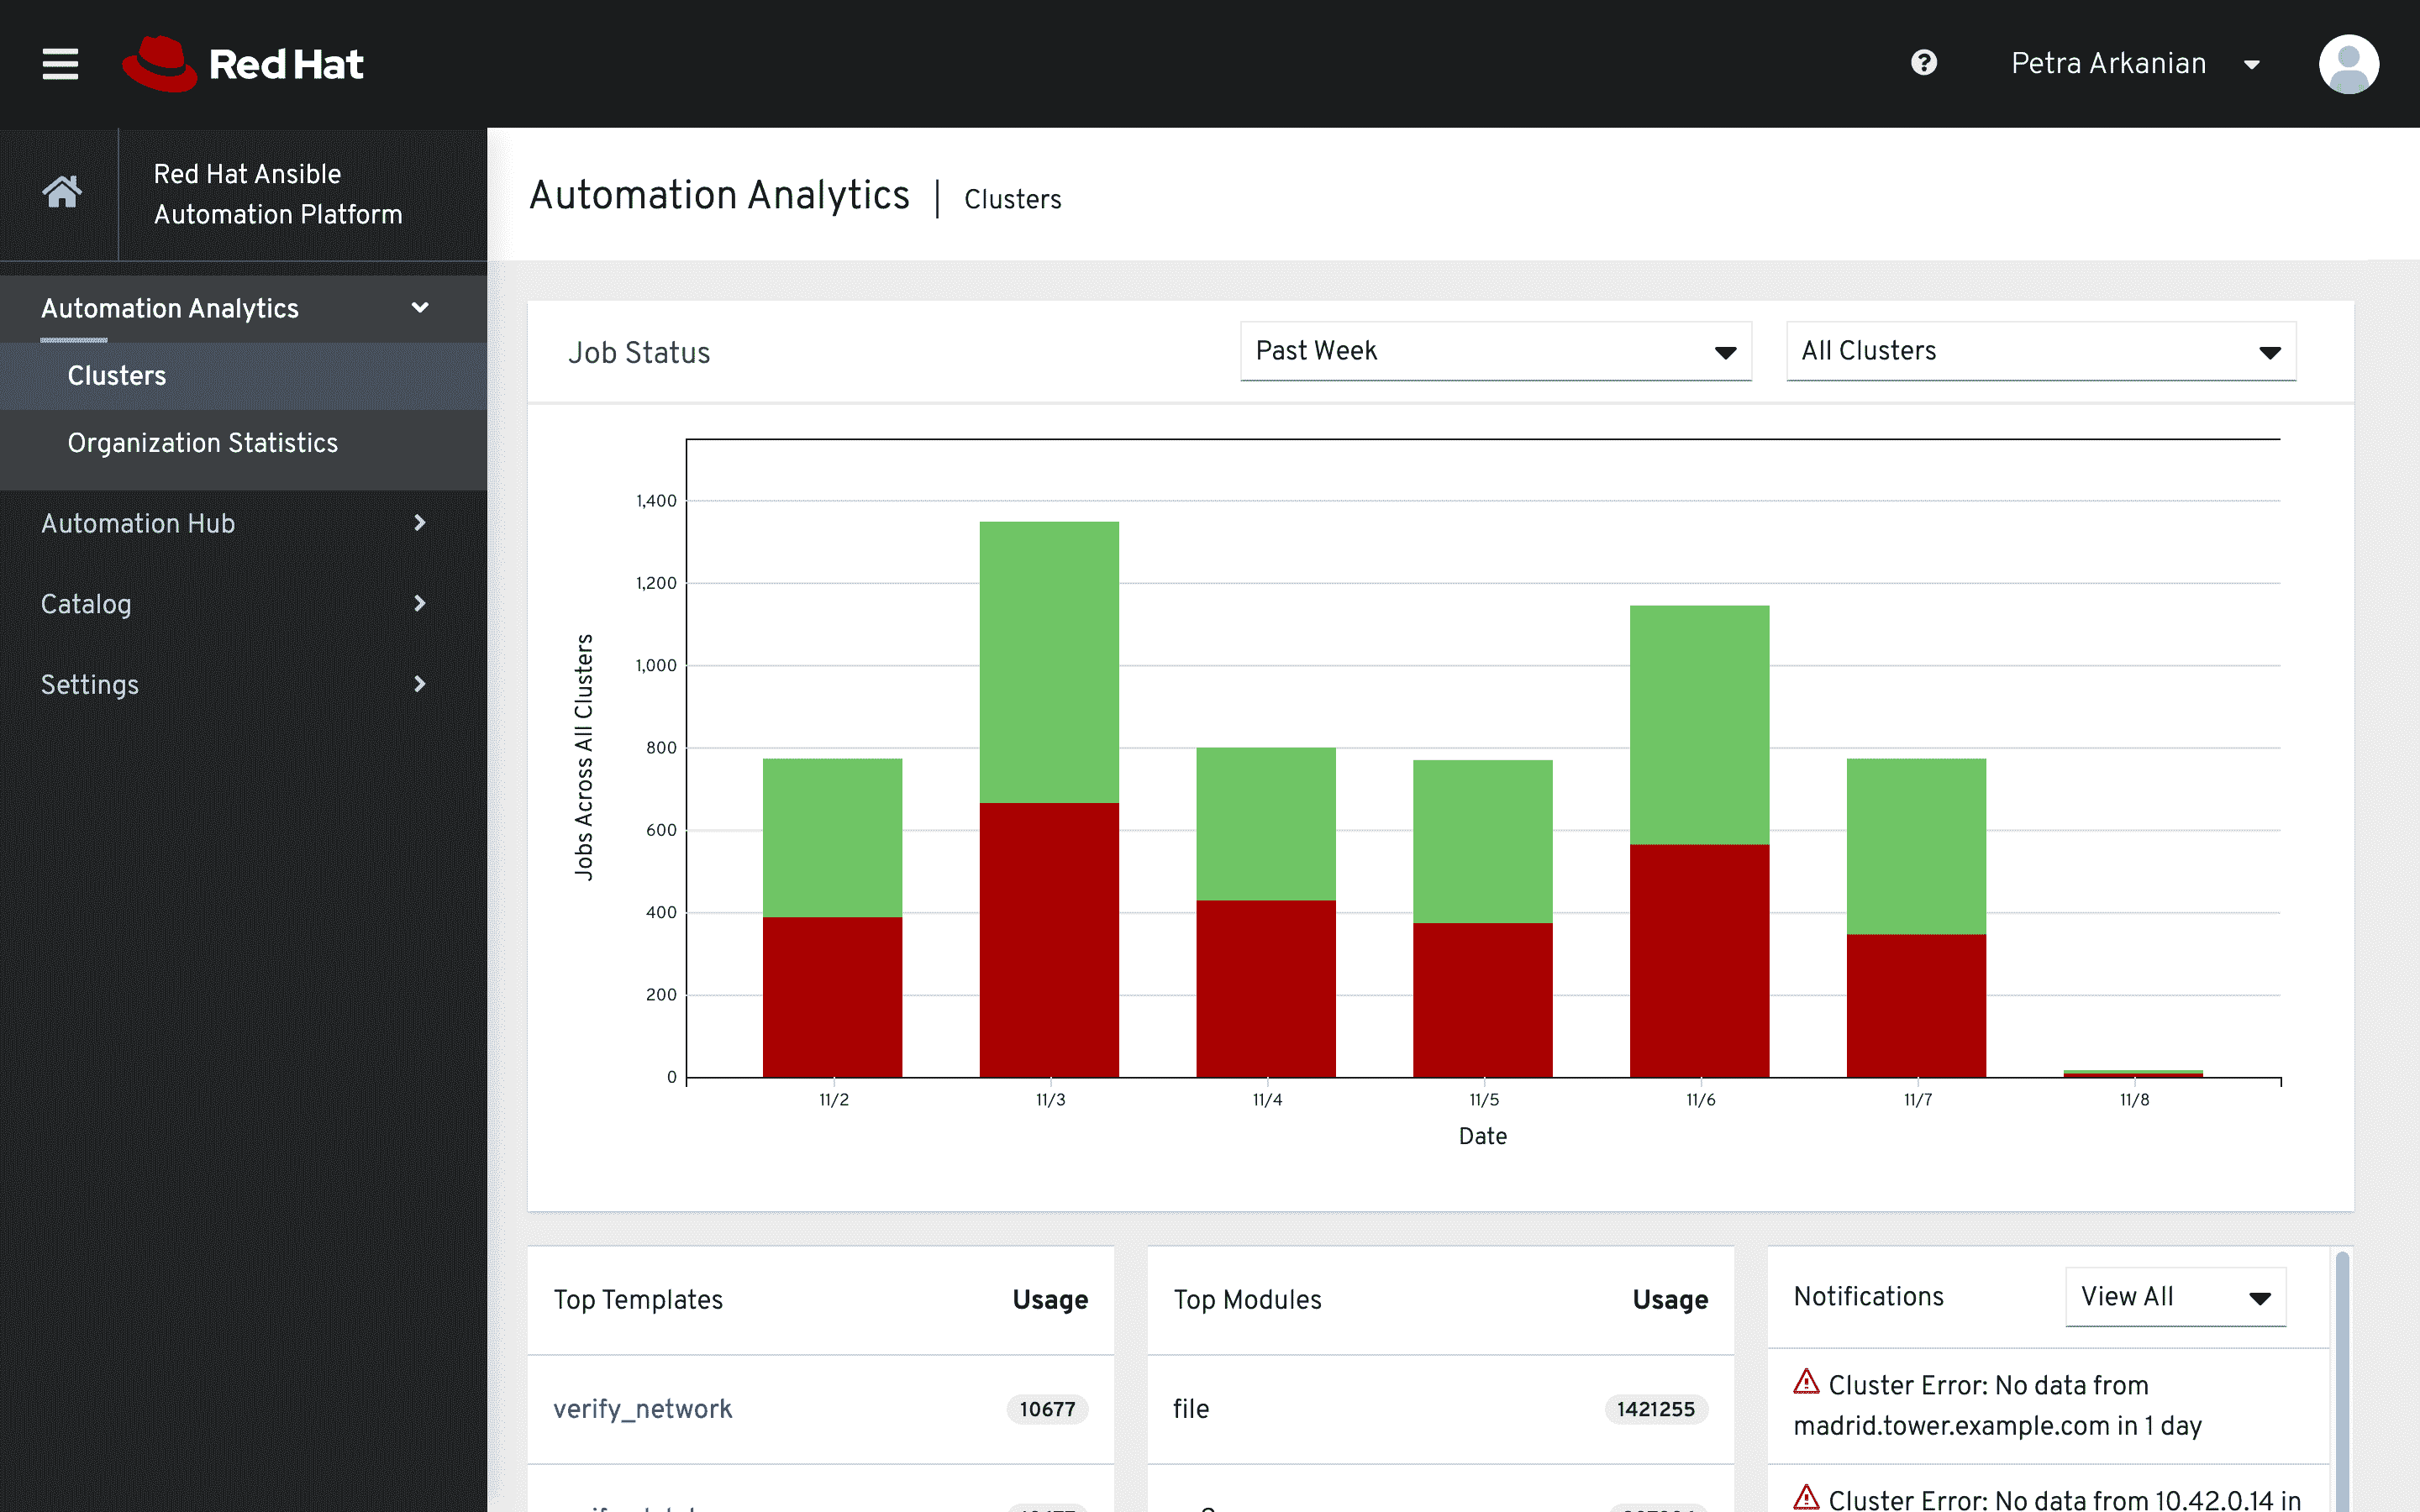 Red Hat
Petra Arkanian
Red Hat Ansible
Automation Platform
Automation Analytics
Clusters
Organization Statistics
Automation Hub
Catalog
Settings
Automation Analytics | Clusters
Job Status
Past Week
All Clusters
Jobs Across All Clusters
1,400
1,200
1,000
800
600
400
200
0
11/2
11/3
11/4
11/5
11/6
11/7
11/8
Date
Top Templates
Usage
verify_network
10677
Top Modules
Usage
file
1421255
Notifications
View All
Cluster Error: No data from
madrid.tower.example.com in 1 day
Cluster Error: No data from 10.42.0.14 in